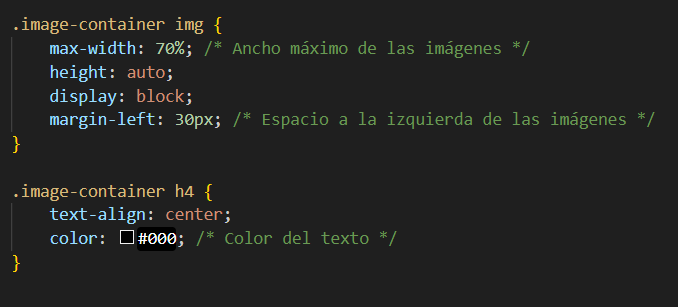 .image-container img {
    max-width: 70%; /* Ancho máximo de las imágenes */
    height: auto;
    display: block;
    margin-left: 30px; /* Espacio a la izquierda de las imágenes */
}

.image-container h4 {
    text-align: center;
    color: #000; /* Color del texto */
}